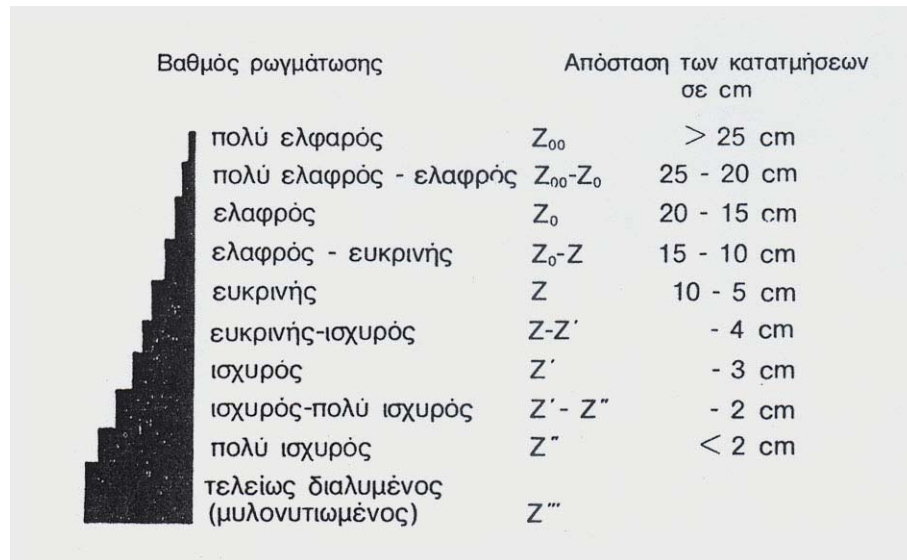 Βαθμός ρωγμάτωσης Απόσταση των κατατμήσεων
σε cm
πολύ ελφαρός Z₀₀ > 25 cm
πολύ ελαφρός - ελαφρός Z₀₀-Z₀ 25 - 20 cm
ελαφρός Z₀ 20 - 15 cm
ελαφρός - ευκρινής Z₀-Z 15 - 10 cm
ευκρινής Z 10 - 5 cm
ευκρινής-ισχυρός Z-Z′ - 4 cm
ισχυρός Z′ - 3 cm
ισχυρός-πολύ ισχυρός Z′- Z″ - 2 cm
πολύ ισχυρός Z″ < 2 cm
τελείως διαλυμένος
(μυλονυτιωμένος) Z‴